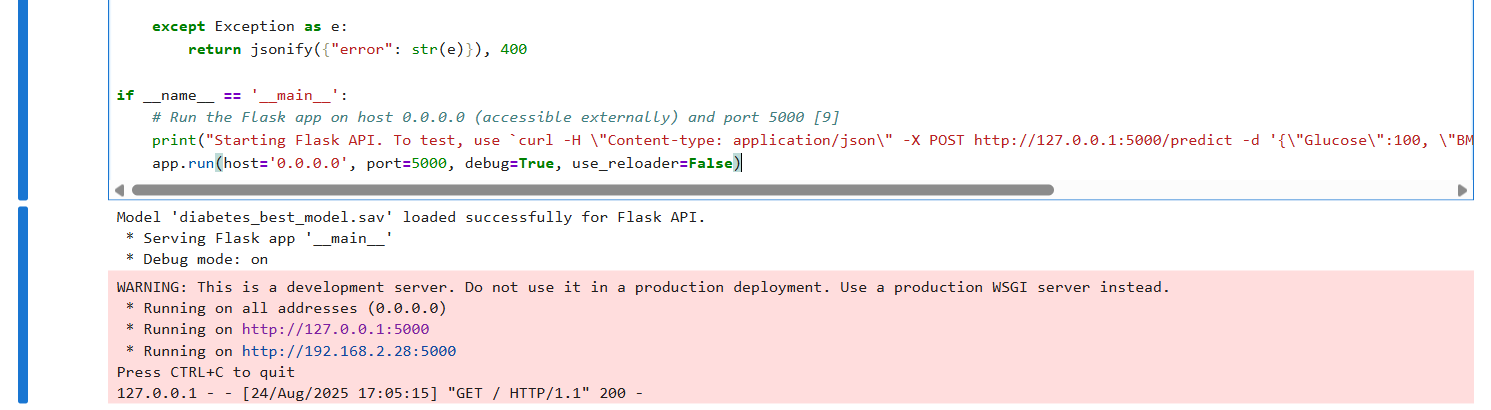 except Exception as e:
return jsonify({"error": str(e)}), 400
if __name__ == '__main__':
# Run the Flask app on host 0.0.0.0 (accessible externally) and port 5000 [9]
print("Starting Flask API. To test, use `curl -H \"Content-type: application/json\" -X POST http://127.0.0.1:5000/predict -d '{\"Glucose\":100, \"BM
app.run(host='0.0.0.0', port=5000, debug=True, use_reloader=False)
Model 'diabetes_best_model.sav' loaded successfully for Flask API.
* Serving Flask app '__main__'
* Debug mode: on
WARNING: This is a development server. Do not use it in a production deployment. Use a production WSGI server instead.
* Running on all addresses (0.0.0.0)
* Running on http://127.0.0.1:5000
* Running on http://192.168.2.28:5000
Press CTRL+C to quit
127.0.0.1 - - [24/Aug/2025 17:05:15] "GET / HTTP/1.1" 200 -